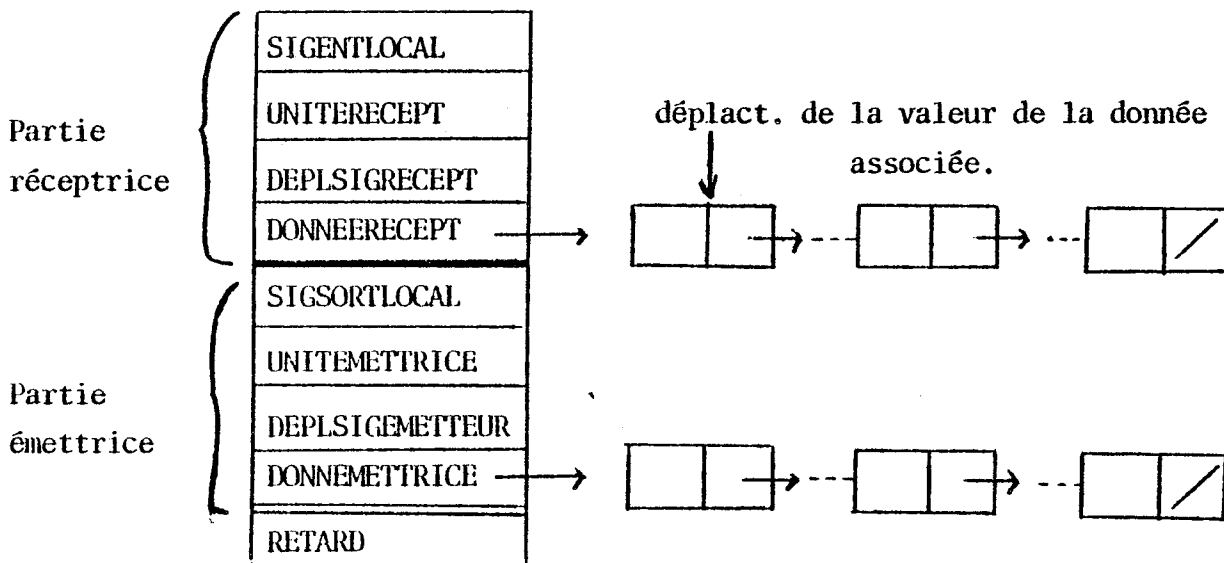 SIGENTLOCAL
UNITERECEPT
déplact. de la valeur de la donnée
associée.
Partie
réceptrice
DEPLSIGRECEPT
DONNEERECEPT
SIGSORTLOCAL
UNITEMETTRICE
Partie
émettrice
DEPLSIGEMETTEUR
DONNEMETTRICE
RETARD